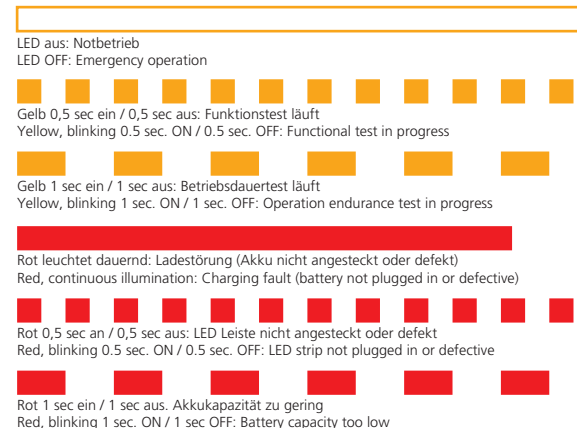 LED aus: Notbetrieb
LED OFF: Emergency operation
Gelb 0,5 sec ein / 0,5 sec aus: Funktionstest läuft
Yellow, blinking 0.5 sec. ON / 0.5 sec. OFF: Functional test in progress
Gelb 1 sec ein / 1 sec aus: Betriebsdauertest läuft
Yellow, blinking 1 sec. ON / 1 sec. OFF: Operation endurance test in progress
Rot leuchtet dauernd: Ladestörung (Akku nicht angesteckt oder defekt)
Red, continuous illumination: Charging fault (battery not plugged in or defective)
Rot 0,5 sec an / 0,5 sec aus: LED Leiste nicht angesteckt oder defekt
Red, blinking 0.5 sec. ON / 0.5 sec. OFF: LED strip not plugged in or defective
Rot 1 sec ein / 1 sec aus. Akkukapazität zu gering
Red, blinking 1 sec. ON / 1 sec OFF: Battery capacity too low